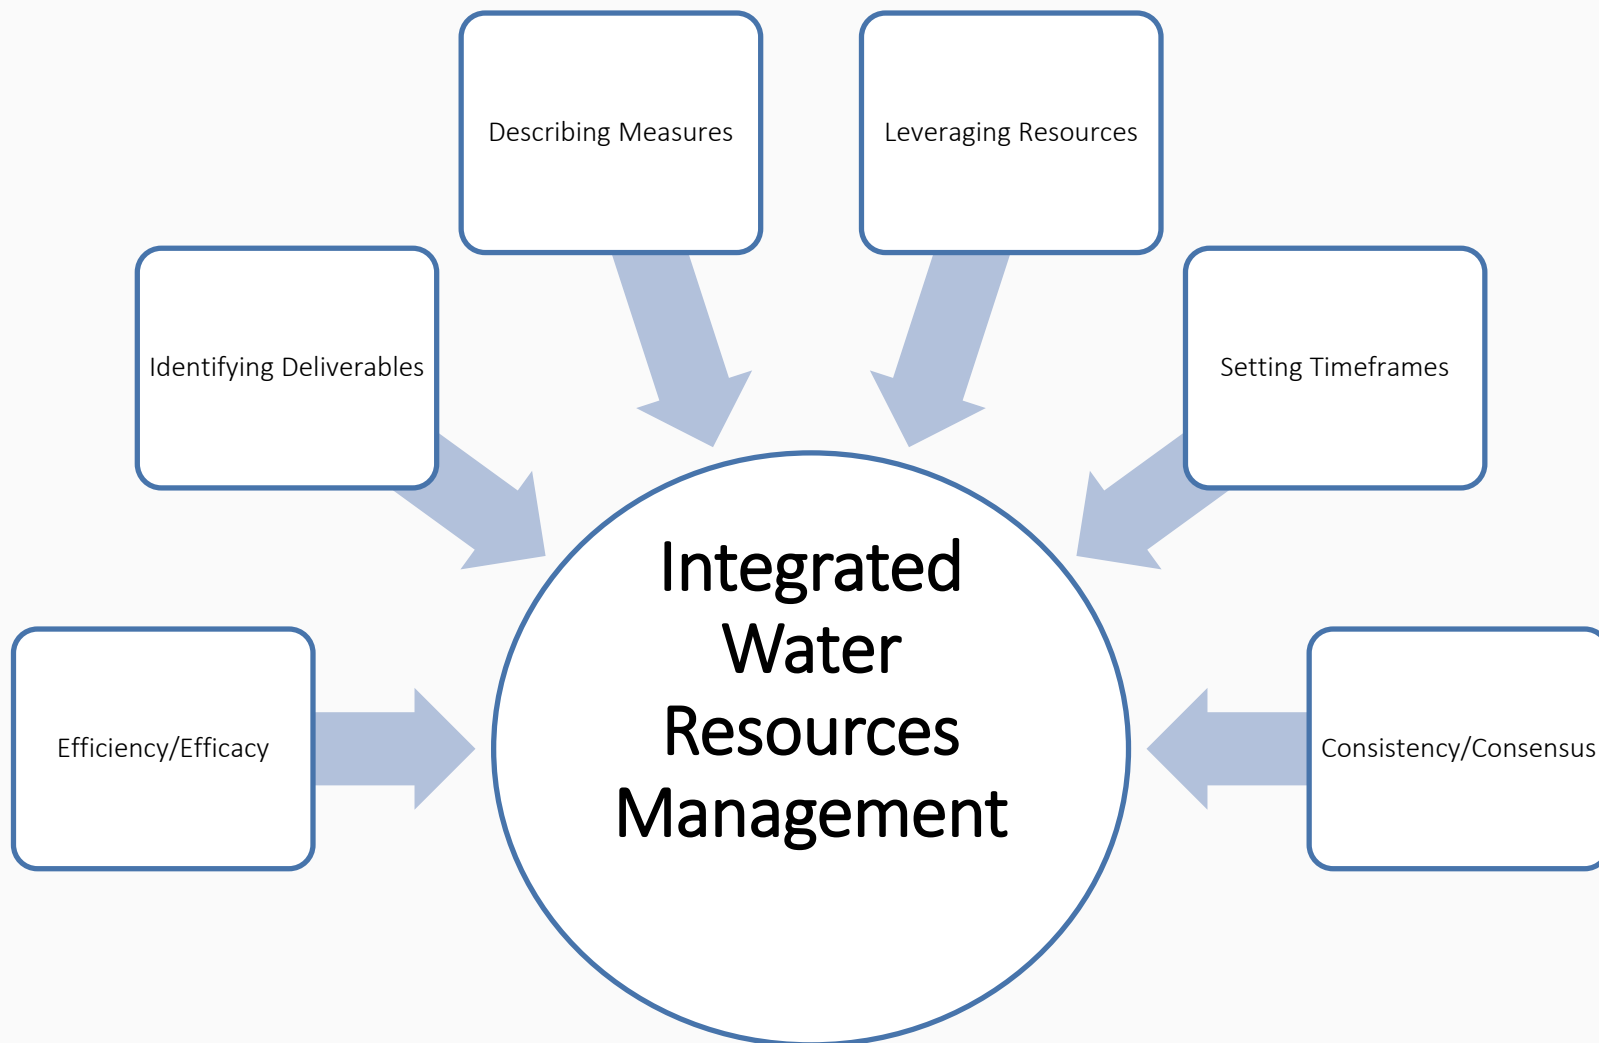 Describing Measures
Leveraging Resources
Identifying Deliverables
Setting Timeframes
Integrated
Water
Resources
Management
Efficiency/Efficacy
Consistency/Consensus